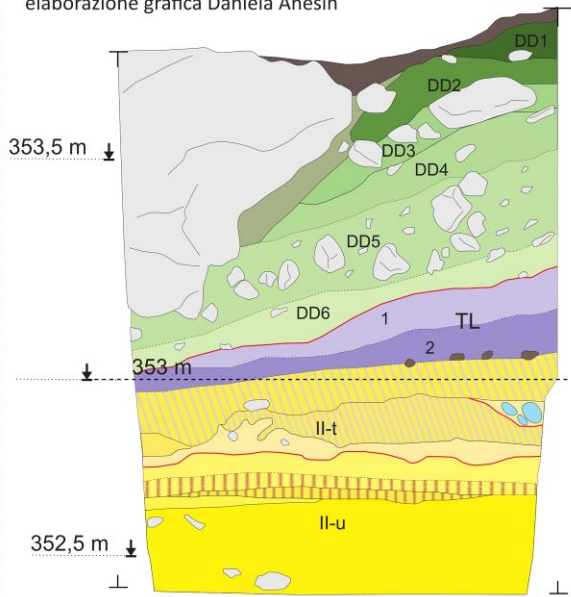 elaborazione grafica Daniela Anesin
DD1
DD2
353,5 m
DD3
DD4
DD5
DD6
1
TL
2
353 m
II-t
II-u
352,5 m